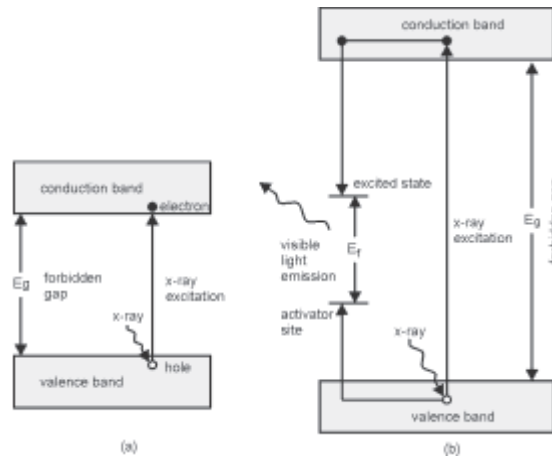 conduction band
electron
Eg
forbidden
gap
x-ray
excitation
x-ray
hole
valence band
(a)
conduction band
excited state
visible
light
emission
Ef
x-ray
excitation
Eg
activator
site
x-ray
valence band
(b)